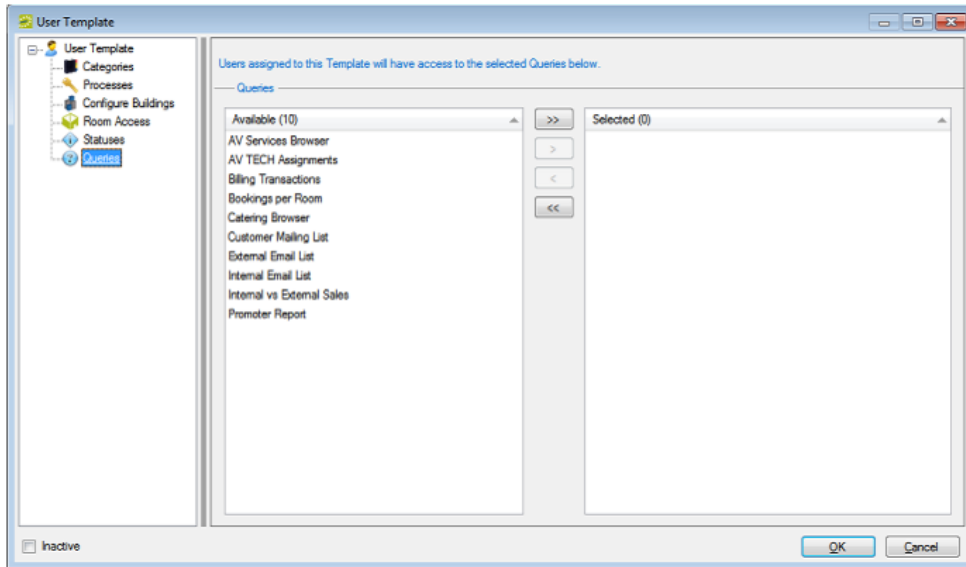 User Template
User Template
Categories
Processes
Configure Buildings
Room Access
Statuses
Queries
Users assigned to this Template will have access to the selected Queries below.
Queries
Available (10)
AV Services Browser
AV TECH Assignments
Billing Transactions
Bookings per Room
Catering Browser
Customer Mailing List
External Email List
Internal Email List
Internal vs External Sales
Promoter Report
>>
>
<
<<
Selected (0)
Inactive
OK
Cancel